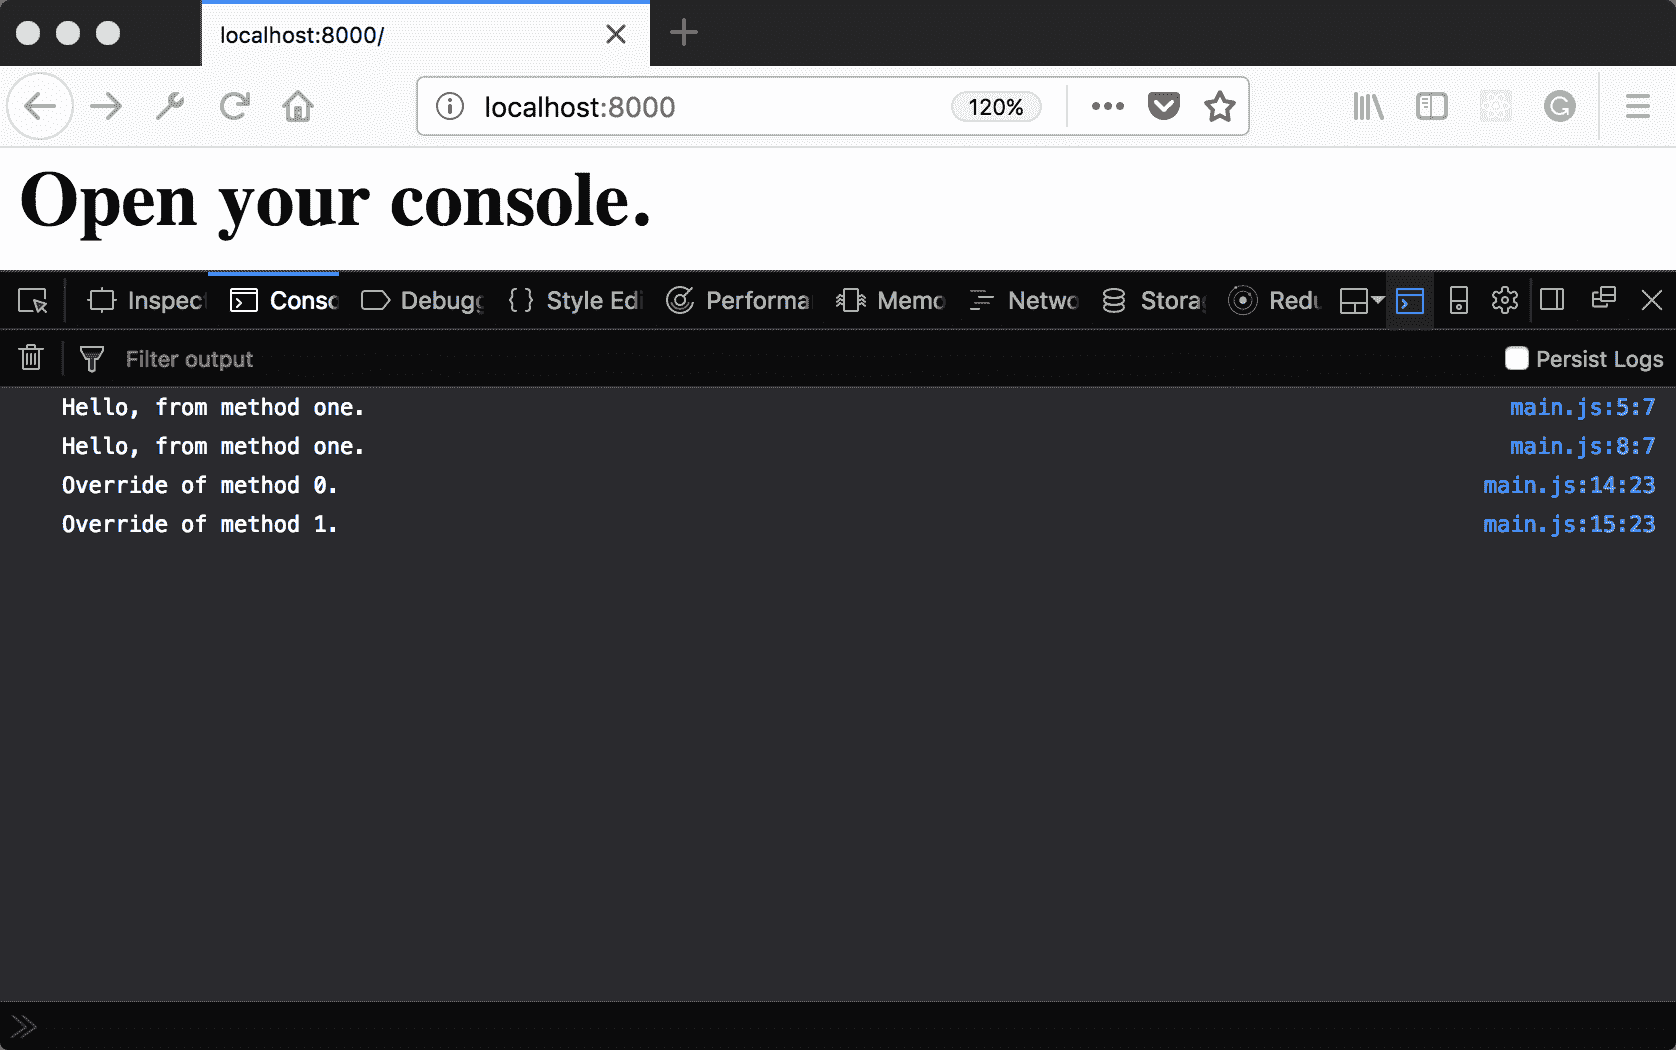 localhost:8000/
localhost:8000 120%
Open your console.
Inspec Conso Debugg Style Edi Performa Memo Netwo Stora Redu
Filter output Persist Logs
Hello, from method one. main.js:5:7
Hello, from method one. main.js:8:7
Override of method 0. main.js:14:23
Override of method 1. main.js:15:23